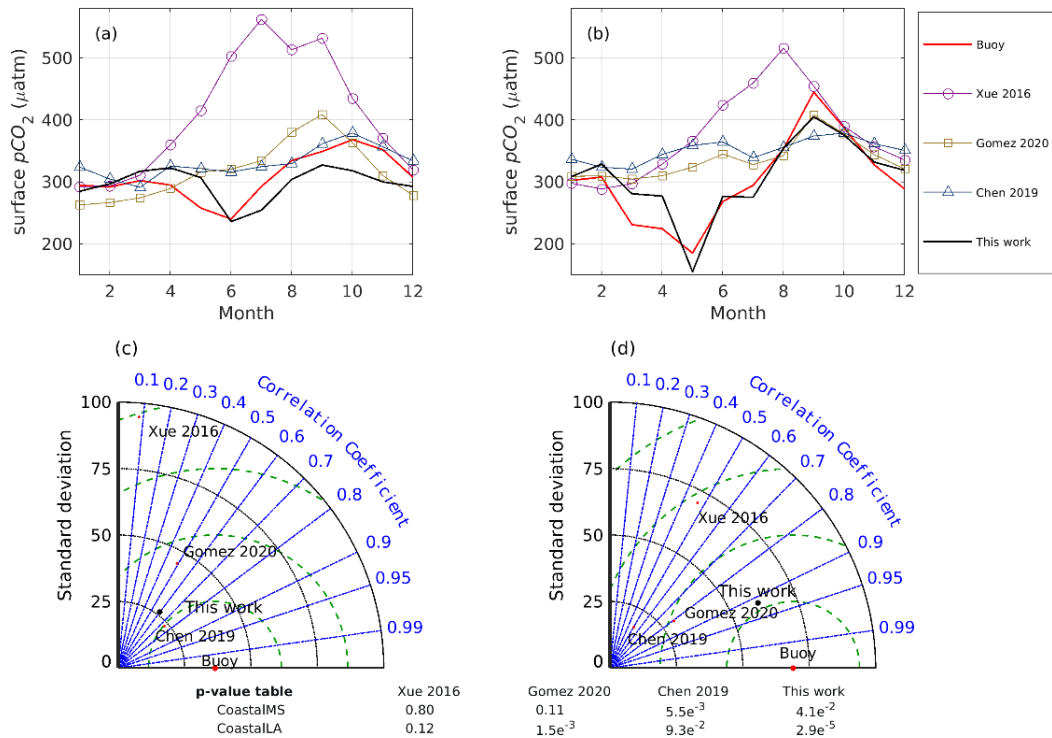 (a)
500
400
300
200
surface pCO2 (μatm)
2 4 6 8 10 12
Month
(b)
500
400
300
200
surface pCO2 (μatm)
2 4 6 8 10 12
Month
Buoy
Xue 2016
Gomez 2020
Chen 2019
This work
(c)
100
75
50
25
0
Standard deviation
0.1 0.2 0.3 0.4 0.5 0.6 0.7 0.8 0.9 0.95 0.99
Correlation Coefficient
Xue 2016
Gomez 2020
This work
Chen 2019
Buoy
(d)
100
75
50
25
0
Standard deviation
0.1 0.2 0.3 0.4 0.5 0.6 0.7 0.8 0.9 0.95 0.99
Correlation Coefficient
Xue 2016
This work
Gomez 2020
Chen 2019
Buoy
p-value table Xue 2016 Gomez 2020 Chen 2019 This work
CoastalMS 0.80 0.11 5.5e-3 4.1e-2
CoastalLA 0.12 1.5e-3 9.3e-2 2.9e-5